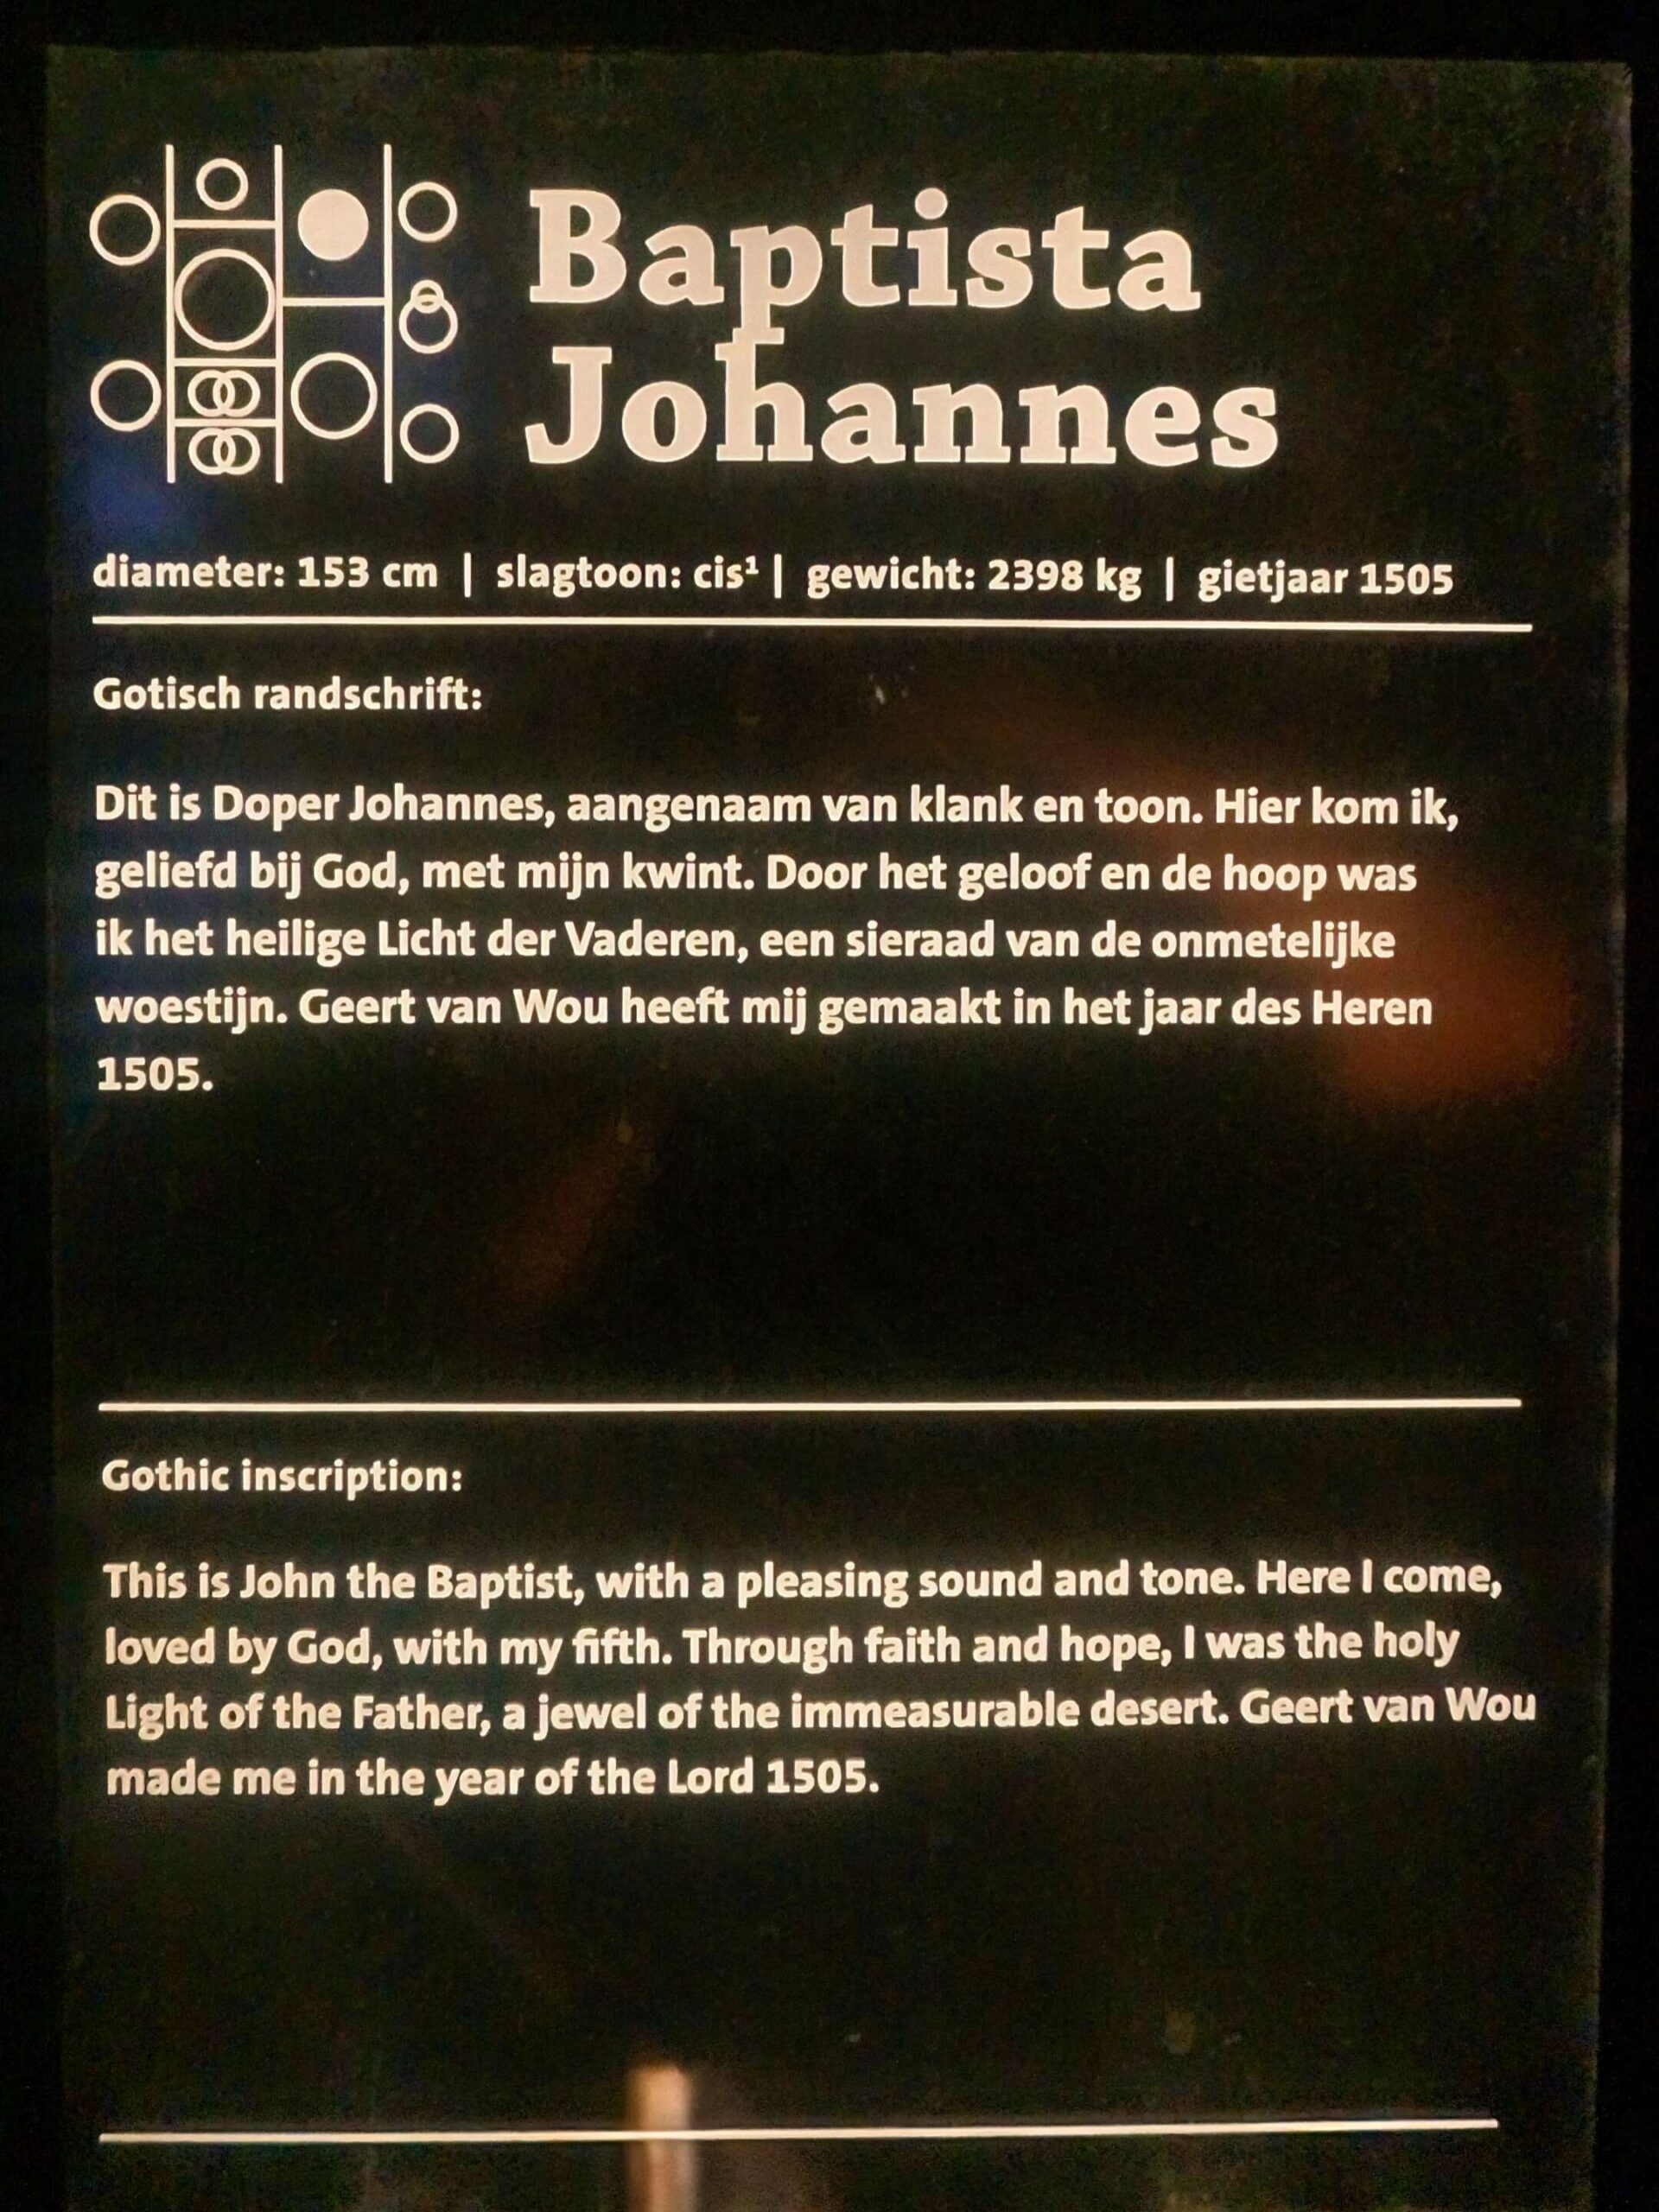 Baptista
Johannes
diameter: 153 cm | slagtoon: cis¹ | gewicht: 2398 kg | gietjaar 1505
Gotisch randschrift:
Dit is Doper Johannes, aangenaam van klank en toon. Hier kom ik,
geliefd bij God, met mijn kwint. Door het geloof en de hoop was
ik het heilige Licht der Vaderen, een sieraad van de onmetelijke
woestijn. Geert van Wou heeft mij gemaakt in het jaar des Heren
1505.
Gothic inscription:
This is John the Baptist, with a pleasing sound and tone. Here I come,
loved by God, with my fifth. Through faith and hope, I was the holy
Light of the Father, a jewel of the immeasurable desert. Geert van Wou
made me in the year of the Lord 1505.